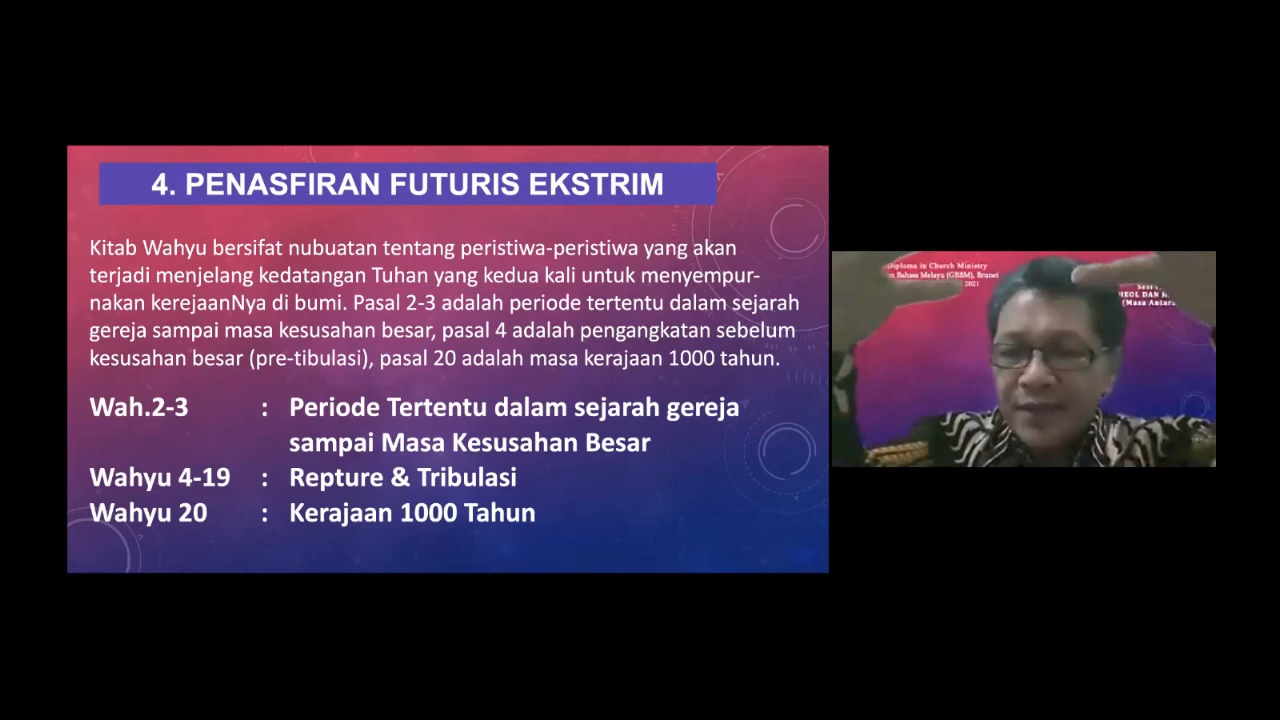 4. PENASFIRAN FUTURIS EKSTRIM
Kitab Wahyu bersifat nubuatan tentang peristiwa-peristiwa yang akan
terjadi menjelang kedatangan Tuhan yang kedua kali untuk menyempur-
nakan kerejaanNya di bumi. Pasal 2-3 adalah periode tertentu dalam sejarah
gereja sampai masa kesusahan besar, pasal 4 adalah pengangkatan sebelum
kesusahan besar (pre-tibulasi), pasal 20 adalah masa kerajaan 1000 tahun.
Wah.2-3 : Periode Tertentu dalam sejarah gereja
sampai Masa Kesusahan Besar
Wahyu 4-19 : Repture & Tribulasi
Wahyu 20 : Kerajaan 1000 Tahun
Diploma in Church Ministry
Bahasa Melayu (GBBM), Brunei
2021
DAN
(Masa Antara